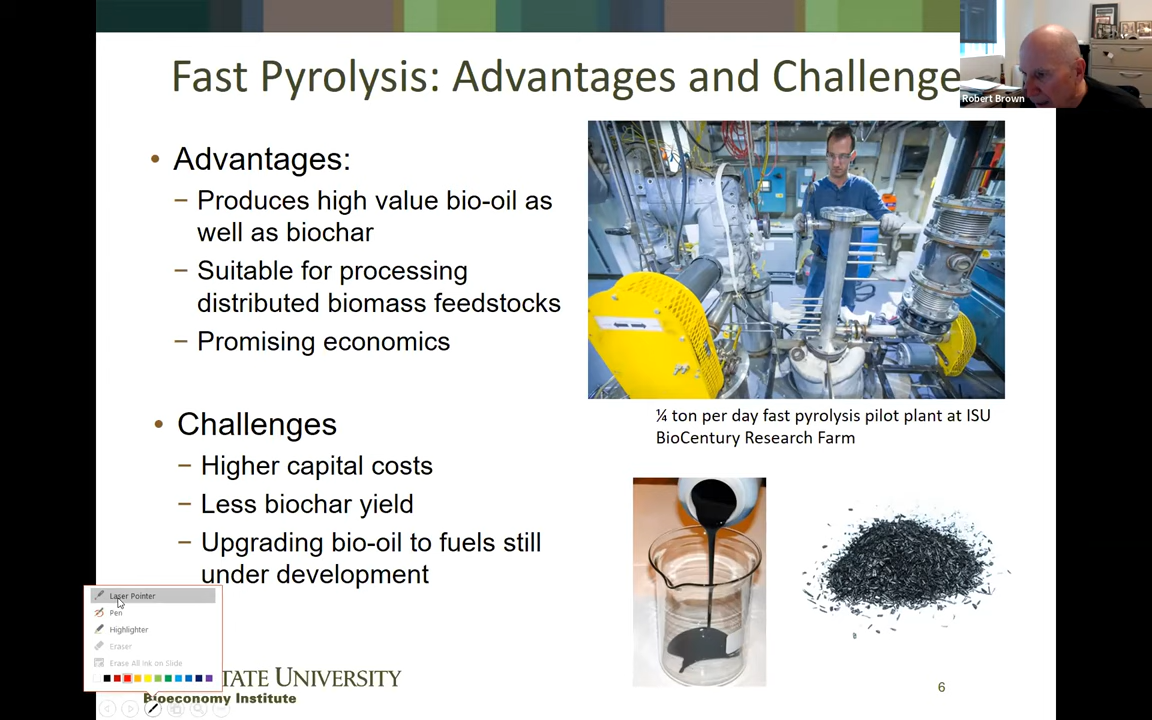 Fast Pyrolysis: Advantages and Challenge
Robert Brown
• Advantages:
– Produces high value bio-oil as
well as biochar
– Suitable for processing
distributed biomass feedstocks
– Promising economics
• Challenges
– Higher capital costs
– Less biochar yield
– Upgrading bio-oil to fuels still
under development
¼ ton per day fast pyrolysis pilot plant at ISU
BioCentury Research Farm
Laser Pointer
Pen
Highlighter
Eraser
Erase All Ink on Slide
TATE UNIVERSITY
Bioeconomy Institute
6